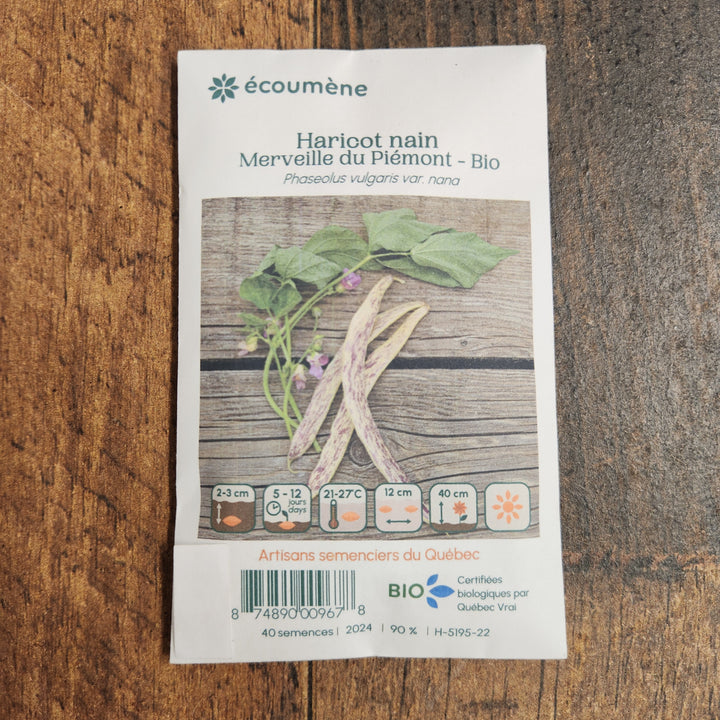 écoumène
Haricot nain
Merveille du Piémont - Bio
Phaseolus vulgaris var. nana
2-3 cm
5 - 12
jours
days
21-27°C
12 cm
40 cm
Artisans semenciers du Québec
8 74890 00967 8
BIO
Certifiées
biologiques par
Québec Vrai
40 semences | 2024 | 90 % | H-5195-22